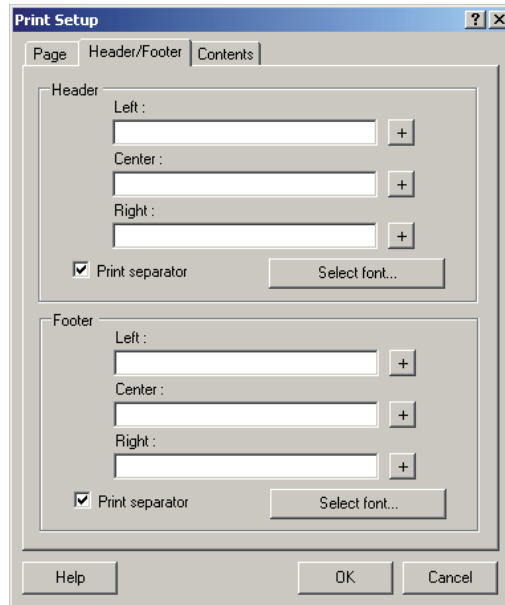 Print Setup
Page Header/Footer Contents
Header
Left :
+
Center :
+
Right :
+
Print separator Select font...
Footer
Left :
+
Center :
+
Right :
+
Print separator Select font...
Help OK Cancel